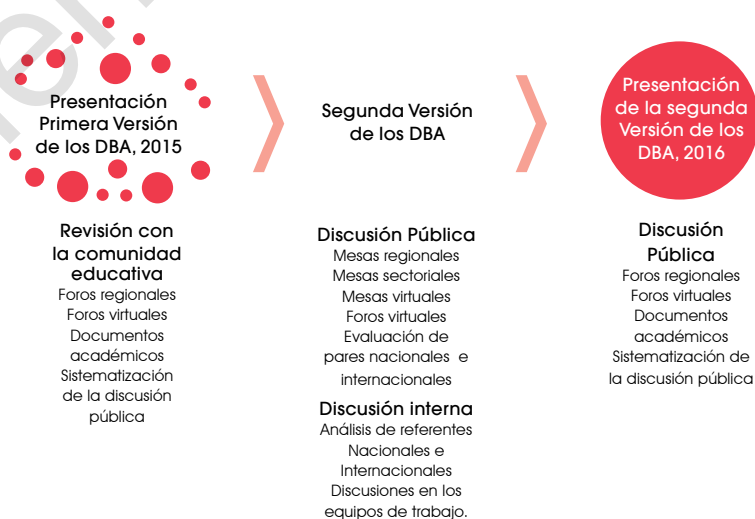 Presentación
Primera Versión
de los DBA, 2015
Revisión con
la comunidad
educativa
Foros regionales
Foros virtuales
Documentos
académicos
Sistematización
de la discusión
pública
Segunda Versión
de los DBA
Discusión Pública
Mesas regionales
Mesas sectoriales
Mesas virtuales
Foros virtuales
Evaluación de
pares nacionales e
internacionales
Discusión interna
Análisis de referentes
Nacionales e
Internacionales
Discusiones en los
equipos de trabajo.
Presentación
de la segunda
Versión de los
DBA, 2016
Discusión
Pública
Foros regionales
Foros virtuales
Documentos
académicos
Sistematización de
la discusión pública